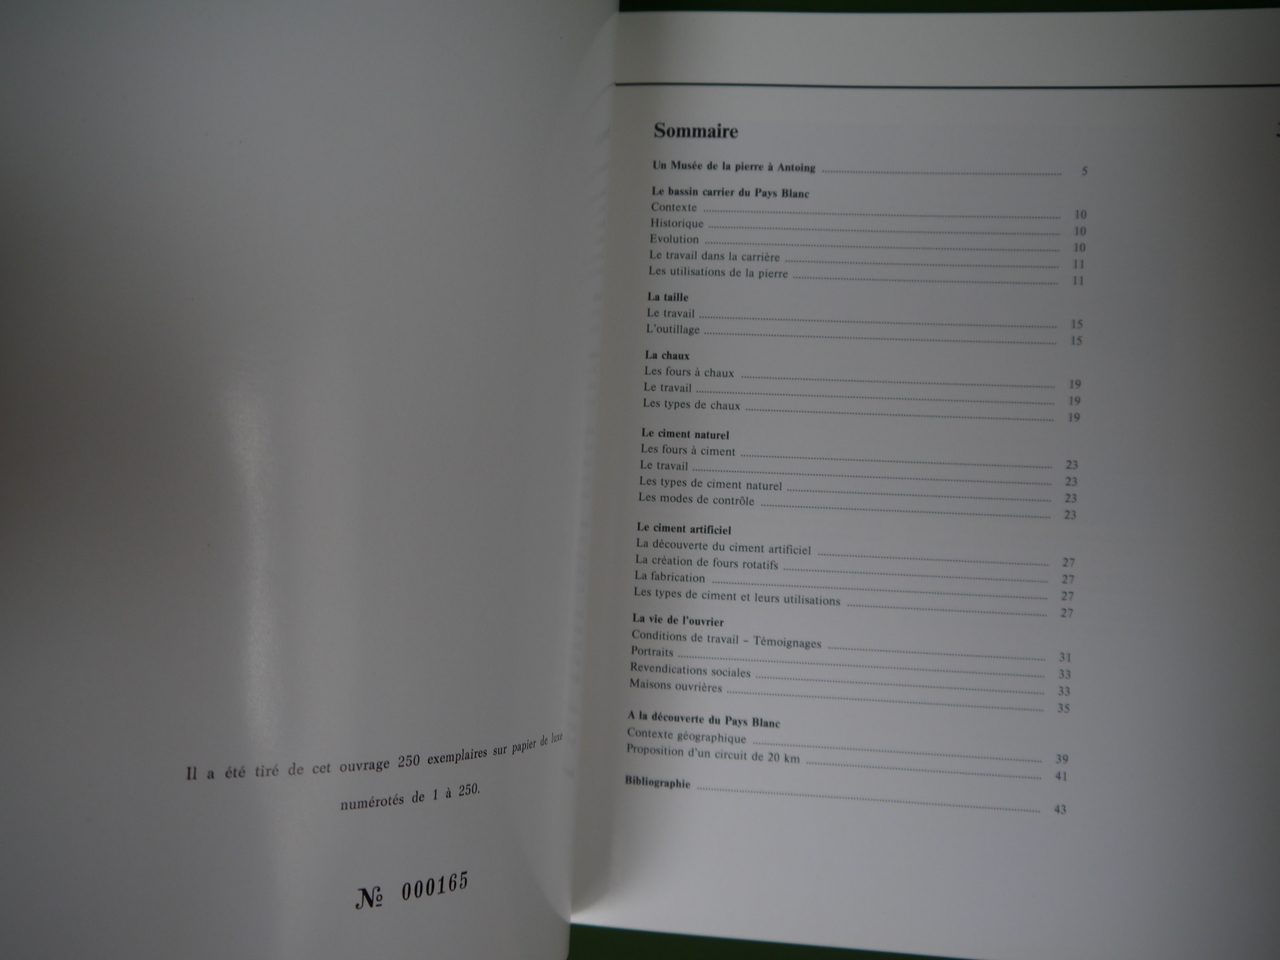 Il a été tiré de cet ouvrage 250 exemplaires sur papier de luxe
numérotés de 1 à 250.
№ 000165
Sommaire
Un Musée de la pierre à Antoing ........ 5
Le bassin carrier du Pays Blanc
Contexte ........ 10
Historique ........ 10
Evolution ........ 10
Le travail dans la carrière ........ 11
Les utilisations de la pierre ........ 11
La taille
Le travail ........ 15
L'outillage ........ 15
La chaux
Les fours à chaux ........ 19
Le travail ........ 19
Les types de chaux ........ 19
Le ciment naturel
Les fours à ciment ........ 23
Le travail ........ 23
Les types de ciment naturel ........ 23
Les modes de contrôle ........ 23
Le ciment artificiel
La découverte du ciment artificiel ........ 27
La création de fours rotatifs ........ 27
La fabrication ........ 27
Les types de ciment et leurs utilisations ........ 27
La vie de l'ouvrier
Conditions de travail – Témoignages ........ 31
Portraits ........ 33
Revendications sociales ........ 33
Maisons ouvrières ........ 35
A la découverte du Pays Blanc
Contexte géographique ........ 39
Proposition d'un circuit de 20 km ........ 41
Bibliographie ........ 43